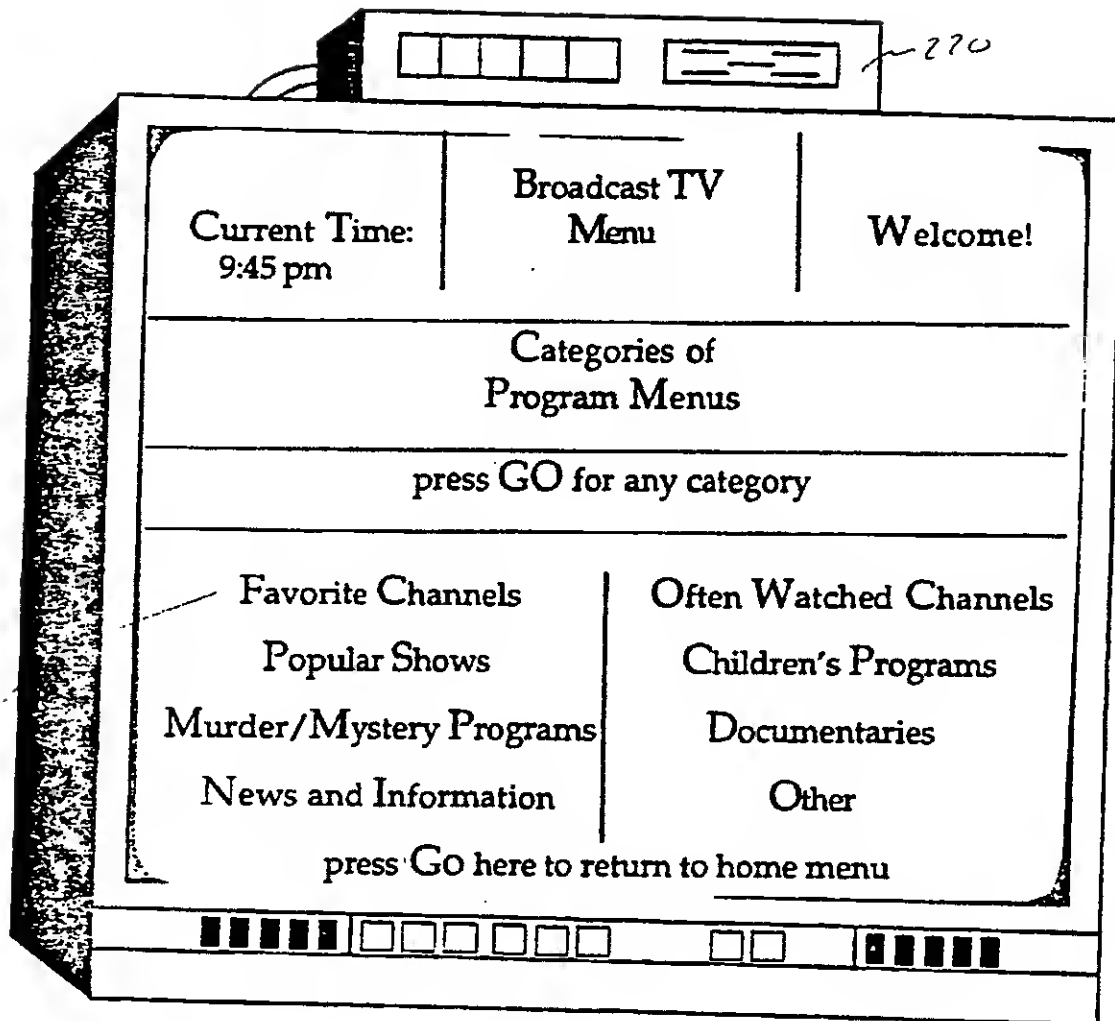 220
Broadcast TV
Menu
Current Time:
9:45 pm
Welcome!
Categories of
Program Menus
press GO for any category
Favorite Channels
Often Watched Channels
Popular Shows
Children's Programs
Murder/Mystery Programs
Documentaries
News and Information
Other
press Go here to return to home menu